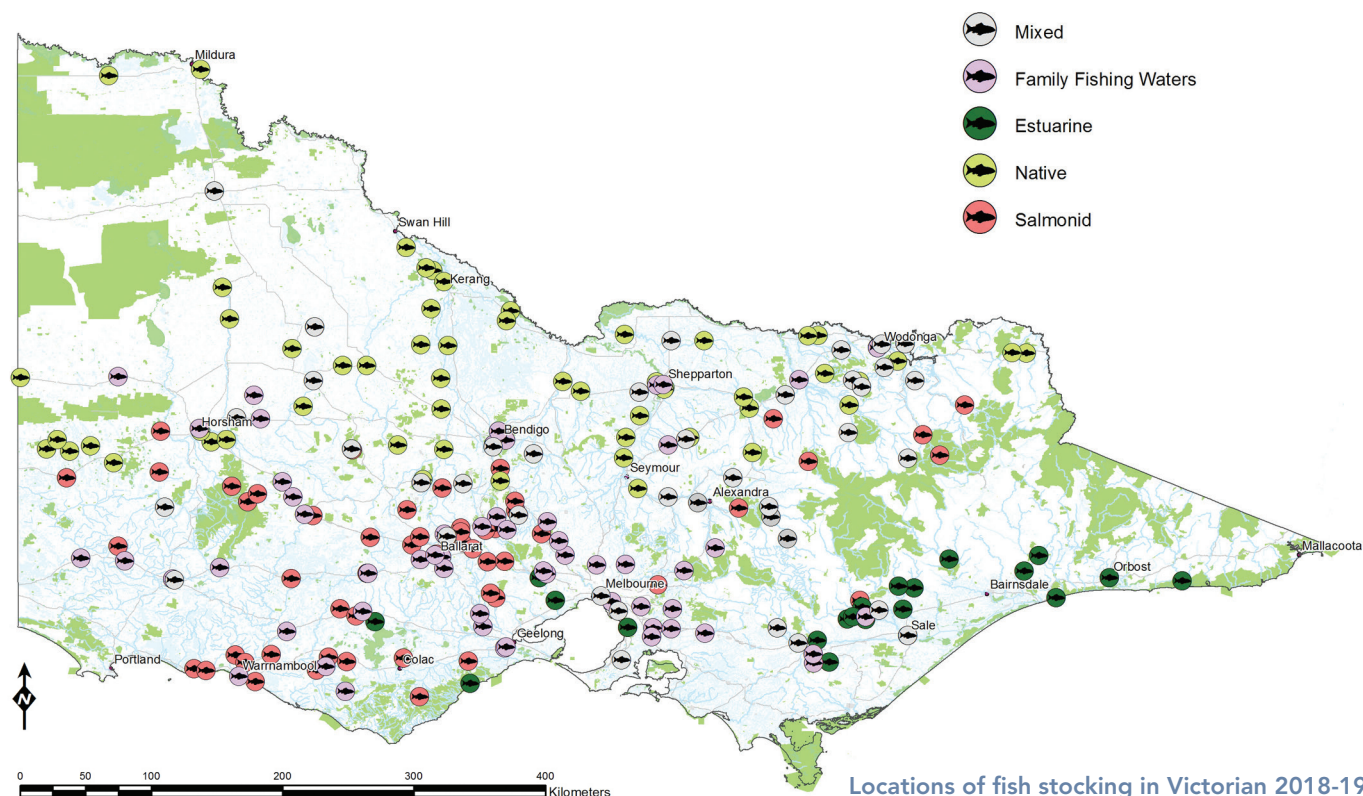 Mixed
Family Fishing Waters
Estuarine
Native
Salmonid
Mildura
Swan Hill
Kerang
Wodonga
Shepparton
Horsham
Bendigo
Seymour
Alexandra
Ballarat
Mallacoota
Orbost
Bairnsdale
Melbourne
Sale
Geelong
Portland
Warrnambool
Colac
N
0 50 100 200 300 400
Kilometers
Locations of fish stocking in Victorian 2018-19